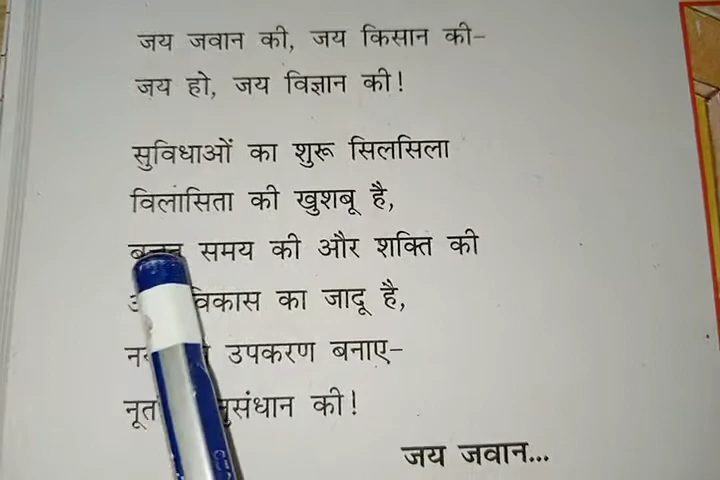 जय जवान की, जय किसान की-
जय हो, जय विज्ञान की!
सुविधाओं का शुरू सिलसिला
विलासिता की खुशबू है,
समय की और शक्ति की
विकास का जादू है,
उपकरण बनाए-
की!
जय जवान...